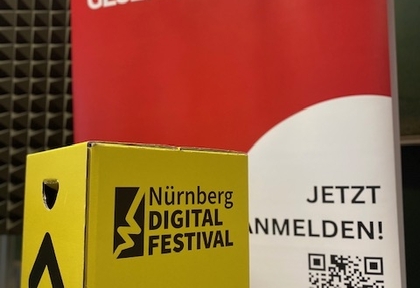 Nürnberg
DIGITAL
FESTIVAL
JETZT
ANMELDEN!